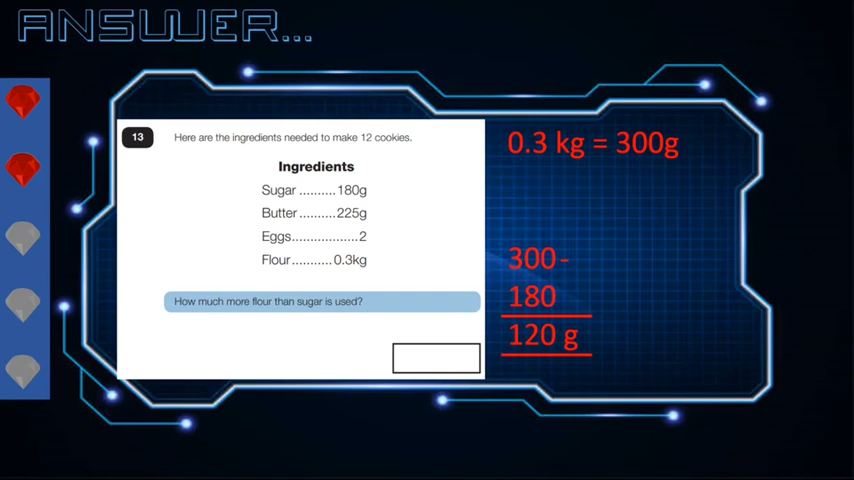 ANSWER...
13 Here are the ingredients needed to make 12 cookies.
Ingredients
Sugar ..........180g
Butter ..........225g
Eggs..................2
Flour...........0.3kg
How much more flour than sugar is used?
0.3 kg = 300g
300-
180
120 g